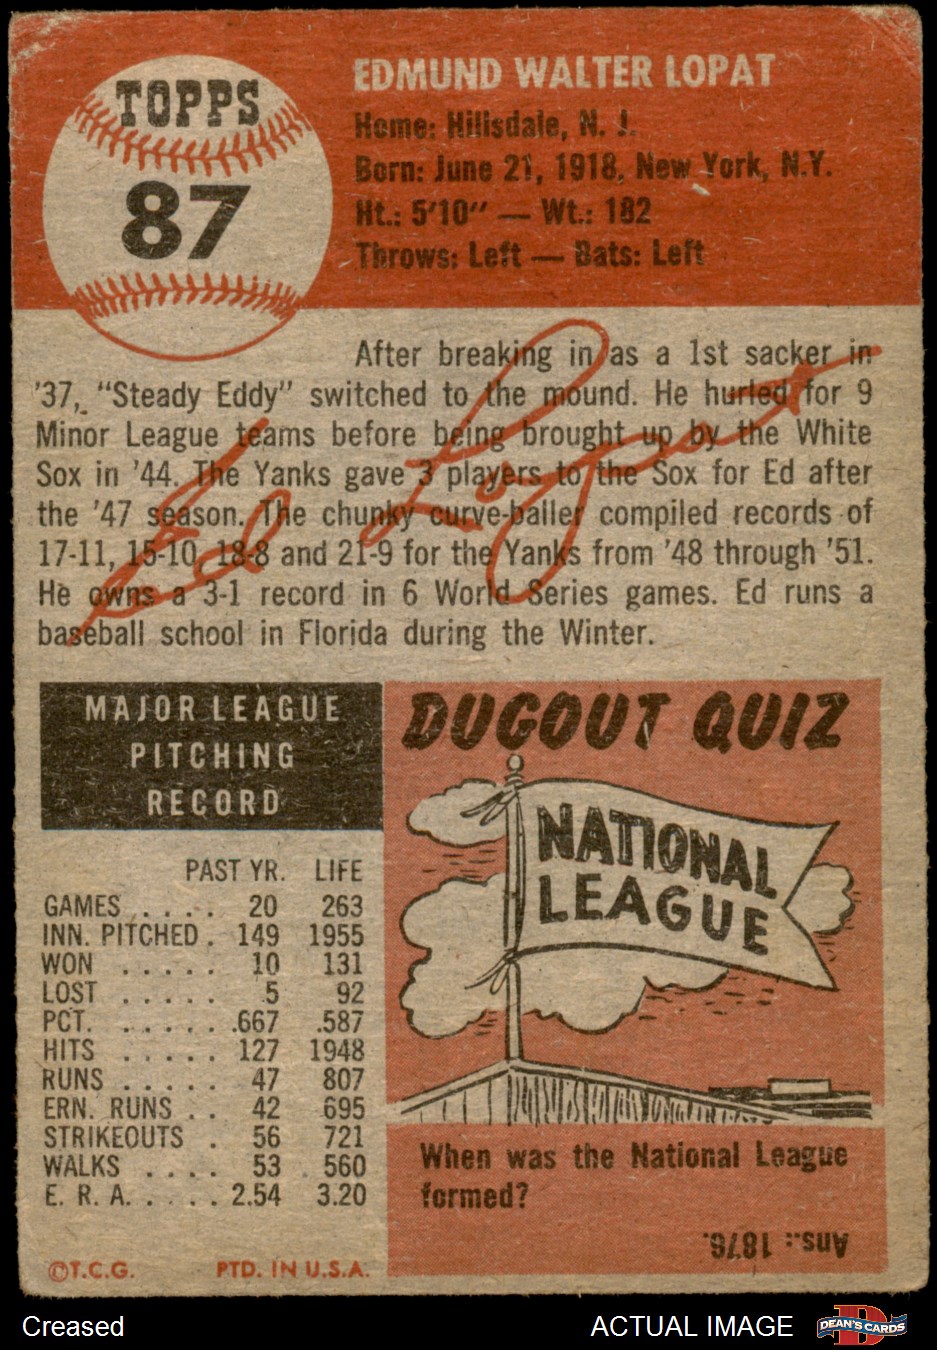 TOPPS
87
EDMUND WALTER LOPAT
Home: Hillsdale, N. J.
Born: June 21, 1918, New York, N.Y.
Ht.: 5'10" — Wt.: 182
Throws: Left — Bats: Left
After breaking in as a 1st sacker in
'37, "Steady Eddy" switched to the mound. He hurled for 9
Minor League teams before being brought up by the White
Sox in '44. The Yanks gave 3 players to the Sox for Ed after
the '47 season. The chunky curve-baller compiled records of
17-11, 15-10, 18-8 and 21-9 for the Yanks from '48 through '51.
He owns a 3-1 record in 6 World Series games. Ed runs a
baseball school in Florida during the Winter.
Ed Lopat
MAJOR LEAGUE
PITCHING
RECORD
PAST YR. LIFE
GAMES . . . . 20 263
INN. PITCHED . 149 1955
WON . . . . . 10 131
LOST . . . . . 5 92
PCT. . . . . . .667 .587
HITS . . . . . 127 1948
RUNS . . . . . 47 807
ERN. RUNS . . 42 695
STRIKEOUTS . 56 721
WALKS . . . . 53 560
E. R. A. . . . . 2.54 3.20
©T.C.G. PTD. IN U.S.A.
DUGOUT QUIZ
NATIONAL
LEAGUE
When was the National League
formed?
Ans.: 1876.
Creased
ACTUAL IMAGE
D
DEAN'S CARDS